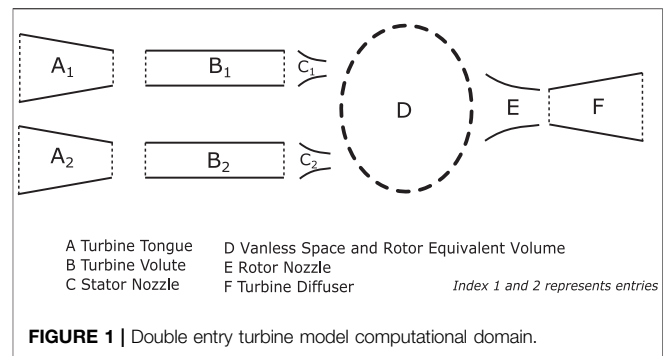 A1
B1
C1
D
E
F
A2
B2
C2
A Turbine Tongue
B Turbine Volute
C Stator Nozzle
D Vanless Space and Rotor Equivalent Volume
E Rotor Nozzle
F Turbine Diffuser
Index 1 and 2 represents entries
FIGURE 1 | Double entry turbine model computational domain.